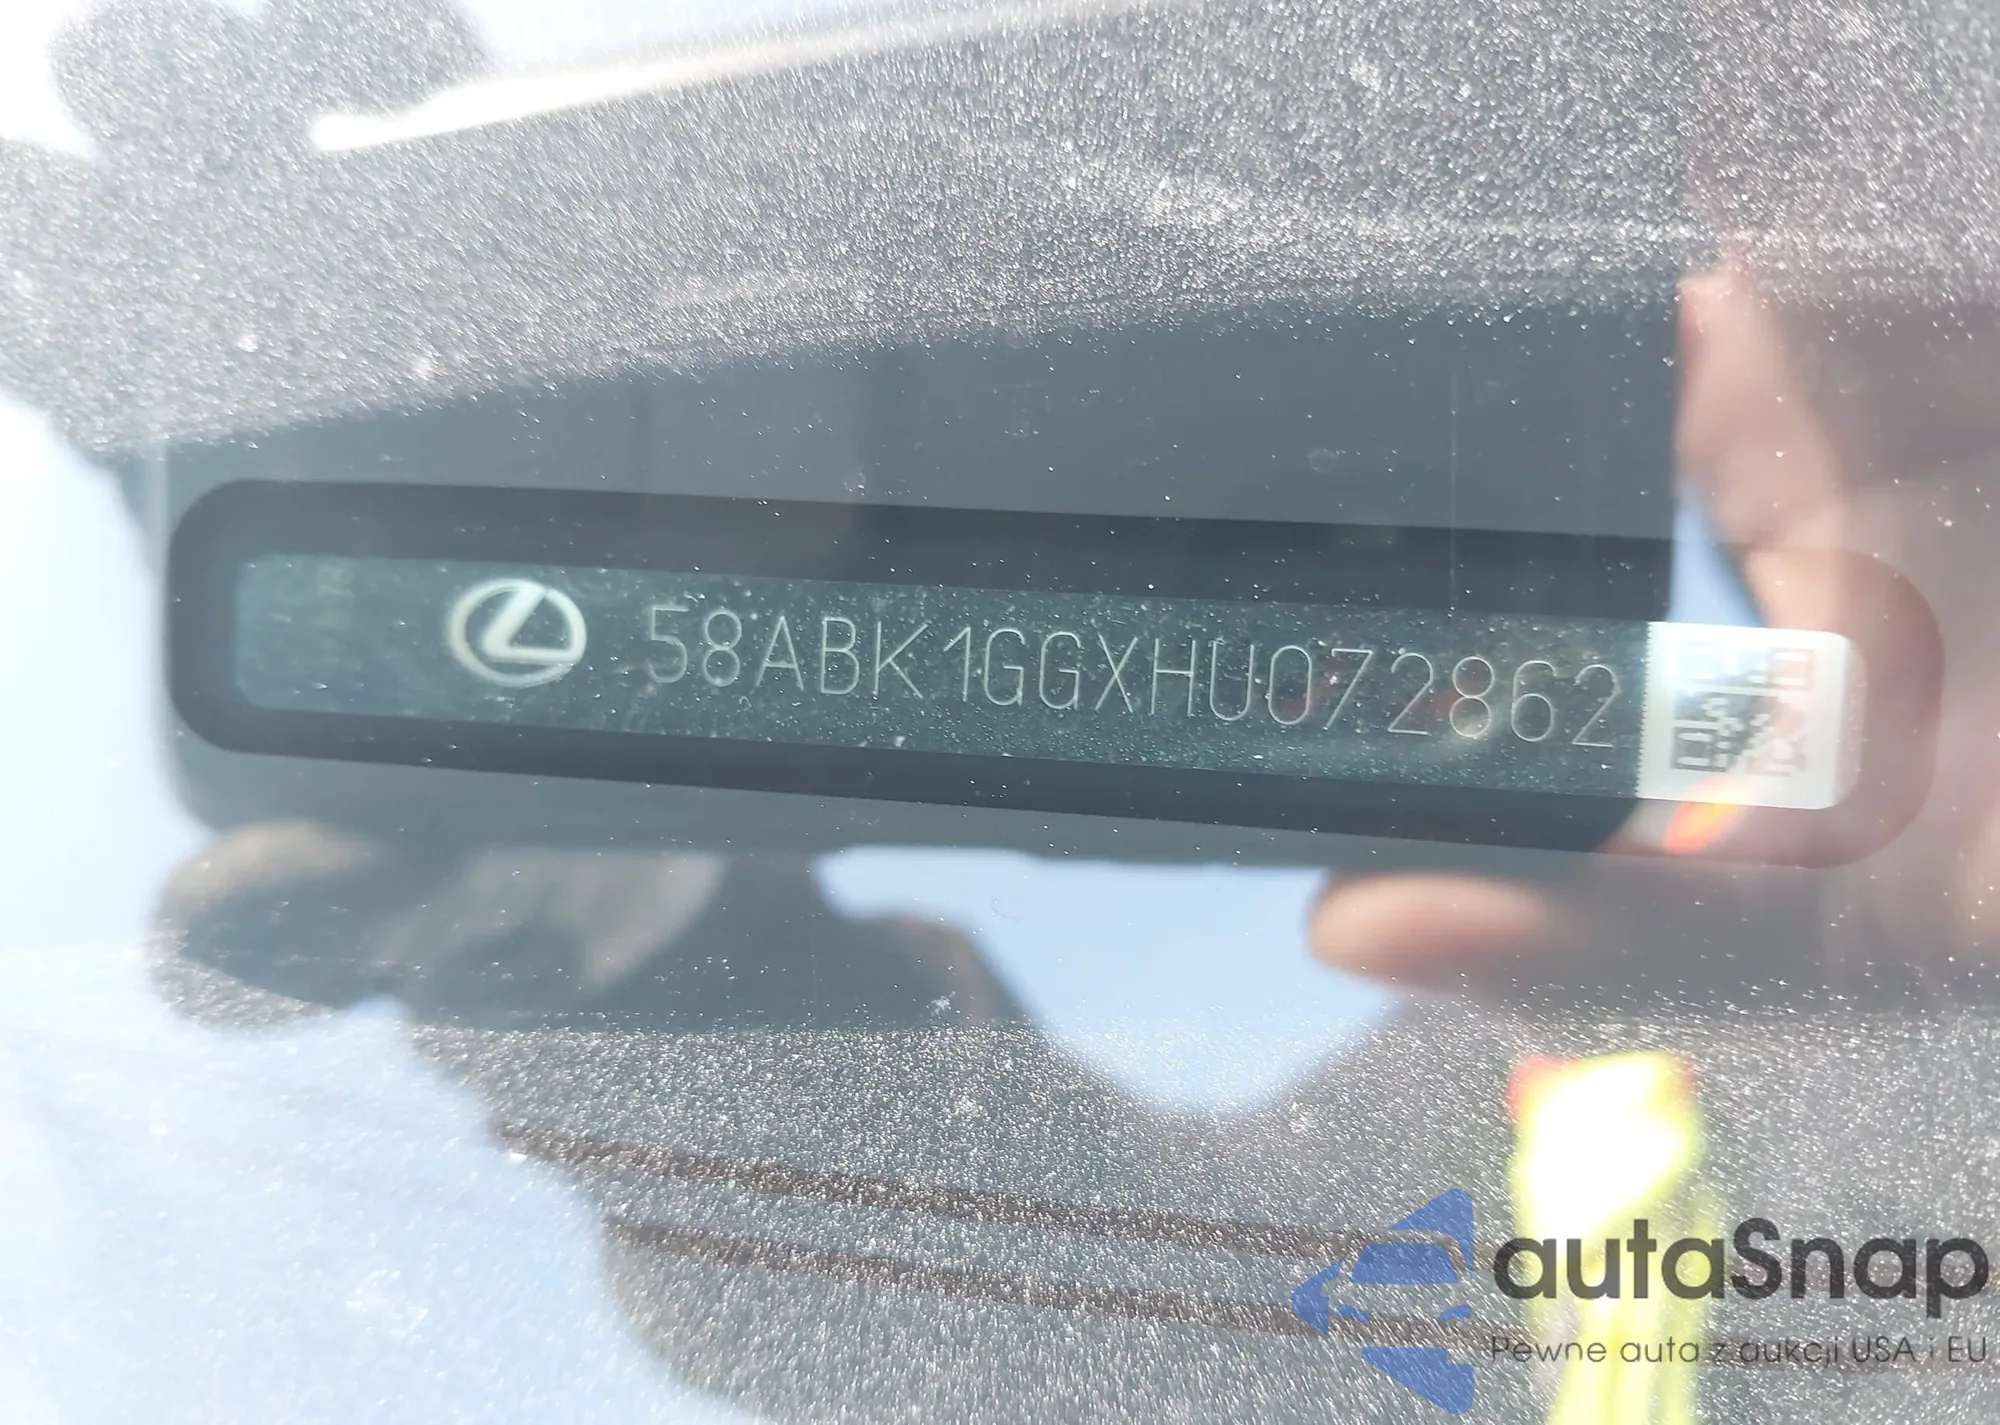 58ABK1GGXHU072862
autaSnap
Pewne auta z aukcji USA i EU